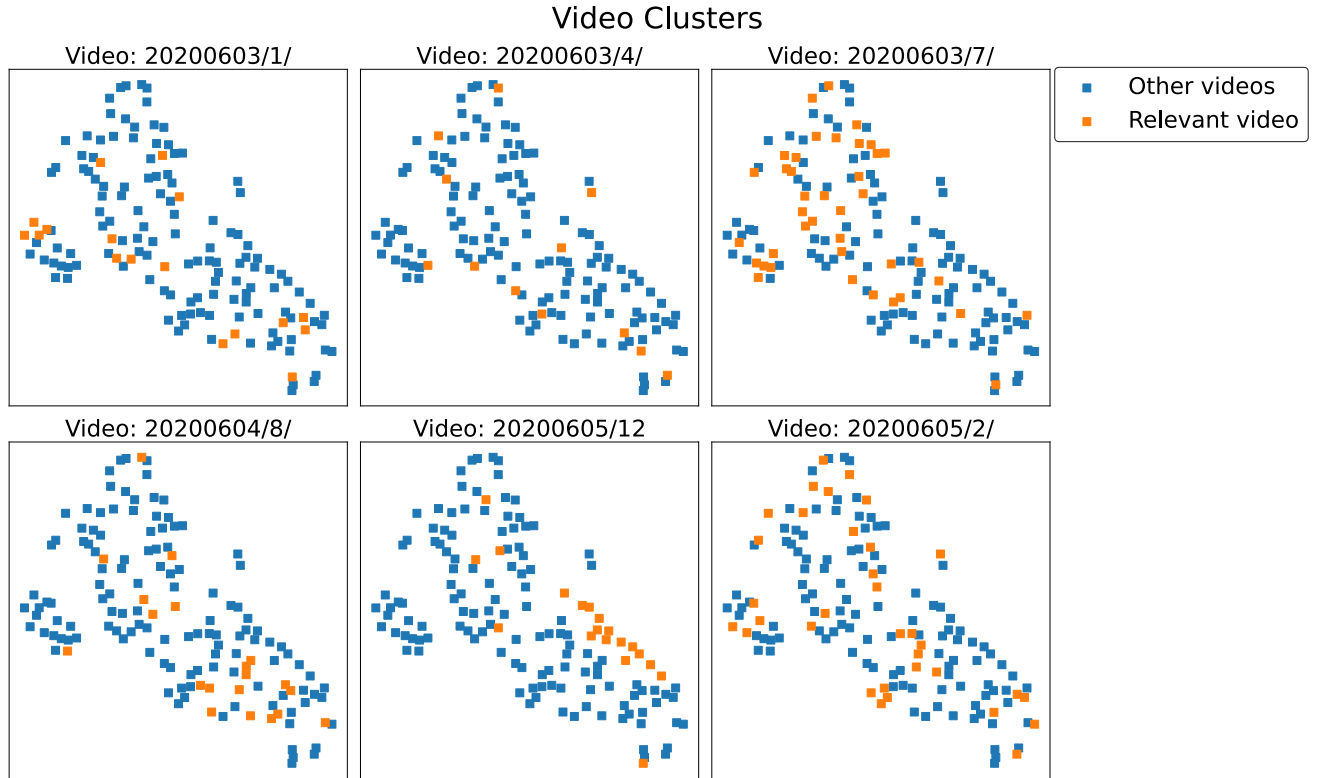 Video Clusters
Video: 20200603/1/
Video: 20200603/4/
Video: 20200603/7/
Other videos
Relevant video
Video: 20200604/8/
Video: 20200605/12
Video: 20200605/2/